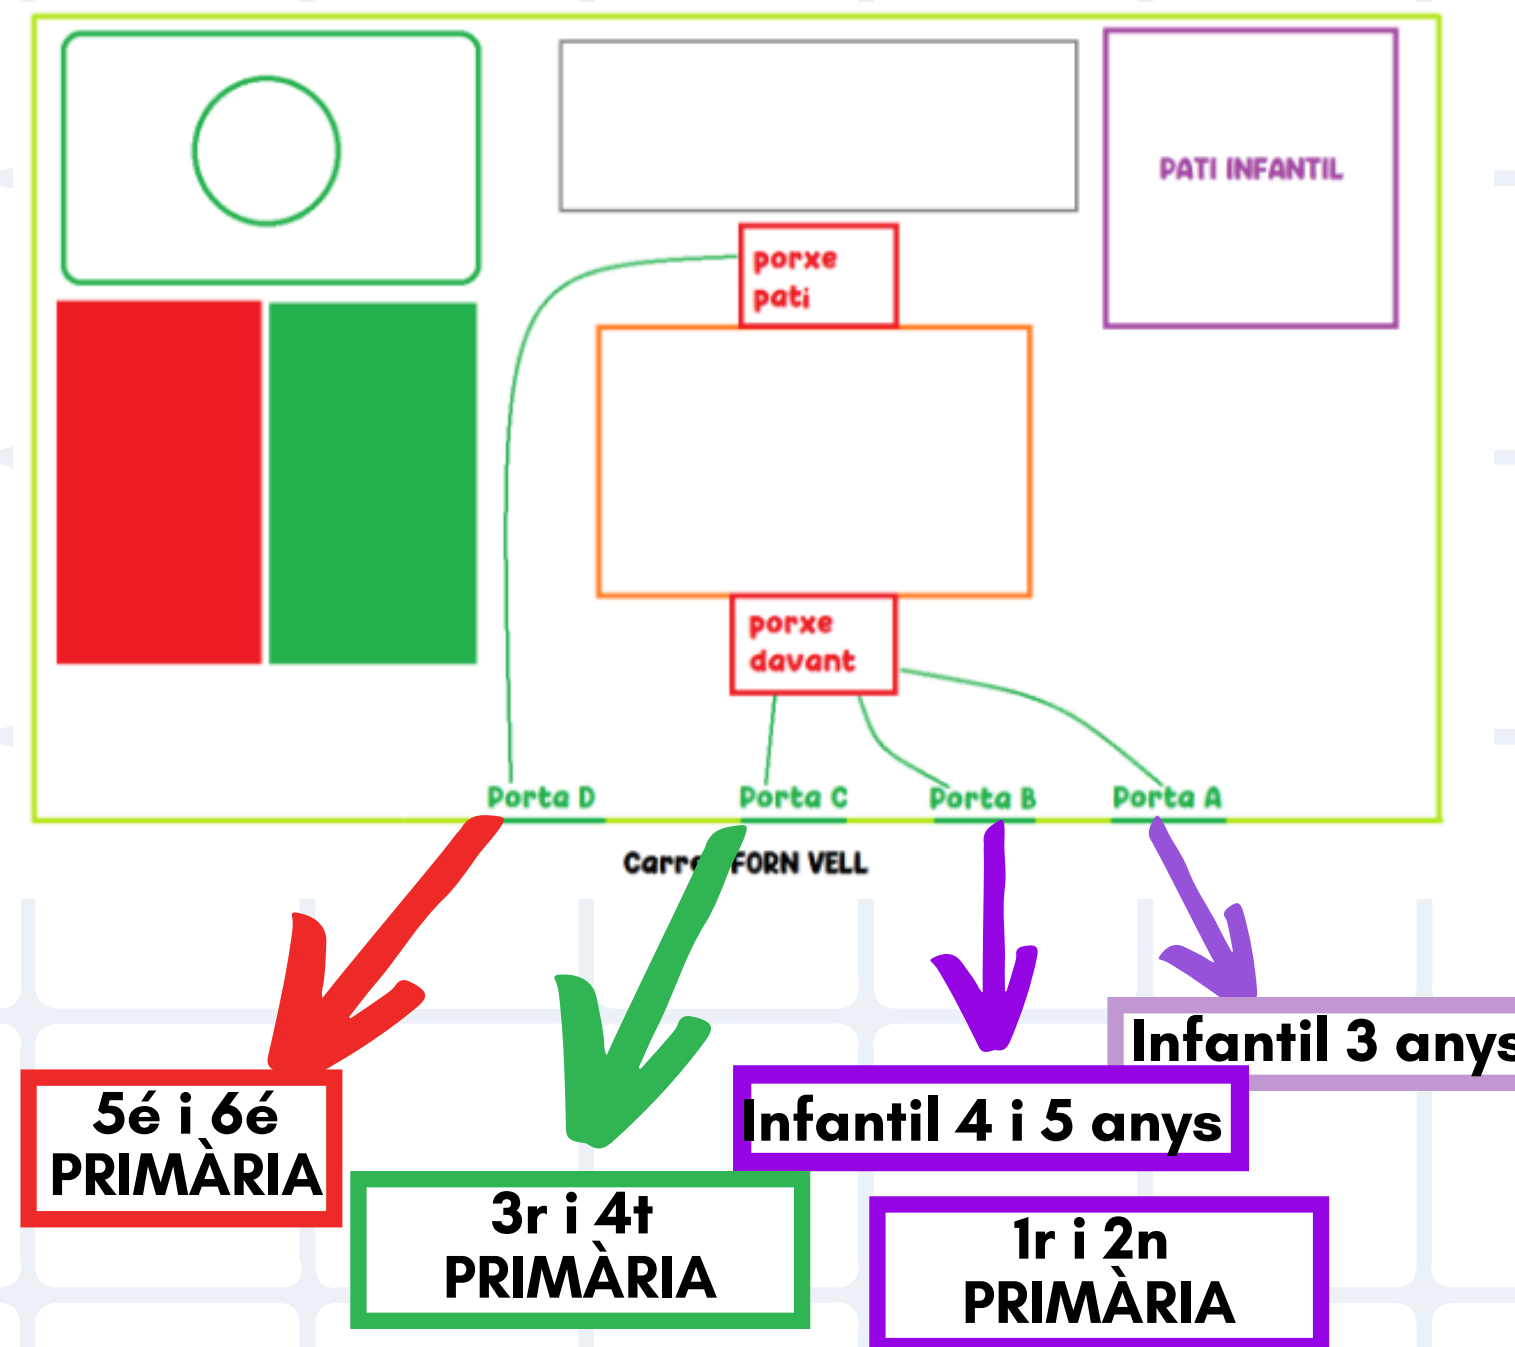 PATI INFANTIL
porxe
pati
porxe
davant
Porta D
Porta C
Porta B
Porta A
FORN VELL
Infantil 3 anys
5é i 6é
PRIMÀRIA
Infantil 4 i 5 anys
3r i 4t
PRIMÀRIA
1r i 2n
PRIMÀRIA